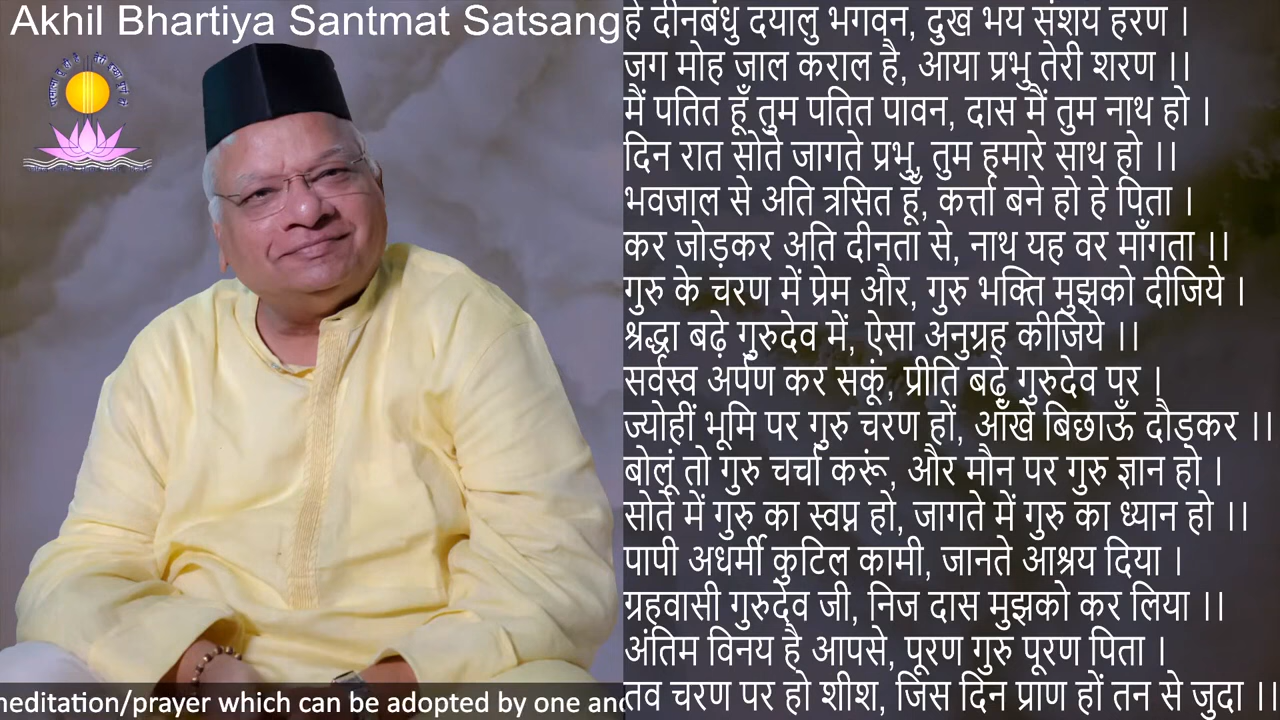 Akhil Bhartiya Santmat Satsang
हे दीनबंधु दयालु भगवन, दुख भय संशय हरण ।
जग मोह जाल कराल है, आया प्रभु तेरी शरण ।।
मैं पतित हूँ तुम पतित पावन, दास मैं तुम नाथ हो ।
दिन रात सोते जागते प्रभु, तुम हमारे साथ हो ।।
भवजाल से अति त्रसित हूँ, कर्त्ता बने हो हे पिता ।
कर जोड़कर अति दीनता से, नाथ यह वर माँगता ।।
गुरु के चरण में प्रेम और, गुरु भक्ति मुझको दीजिये ।
श्रद्धा बढ़े गुरुदेव में, ऐसा अनुग्रह कीजिये ।।
सर्वस्व अर्पण कर सकूं, प्रीति बढ़े गुरुदेव पर ।
ज्योहीं भूमि पर गुरु चरण हों, आँखें बिछाऊँ दौड़कर ।।
बोलूं तो गुरु चर्चा करूं, और मौन पर गुरु ज्ञान हो ।
सोते में गुरु का स्वप्न हो, जागते में गुरु का ध्यान हो ।।
पापी अधर्मी कुटिल कामी, जानते आश्रय दिया ।
ग्रहवासी गुरुदेव जी, निज दास मुझको कर लिया ।।
अंतिम विनय है आपसे, पूरण गुरु पूरण पिता ।
तव चरण पर हो शीश, जिस दिन प्राण हों तन से जुदा ।।
meditation/prayer which can be adopted by one and